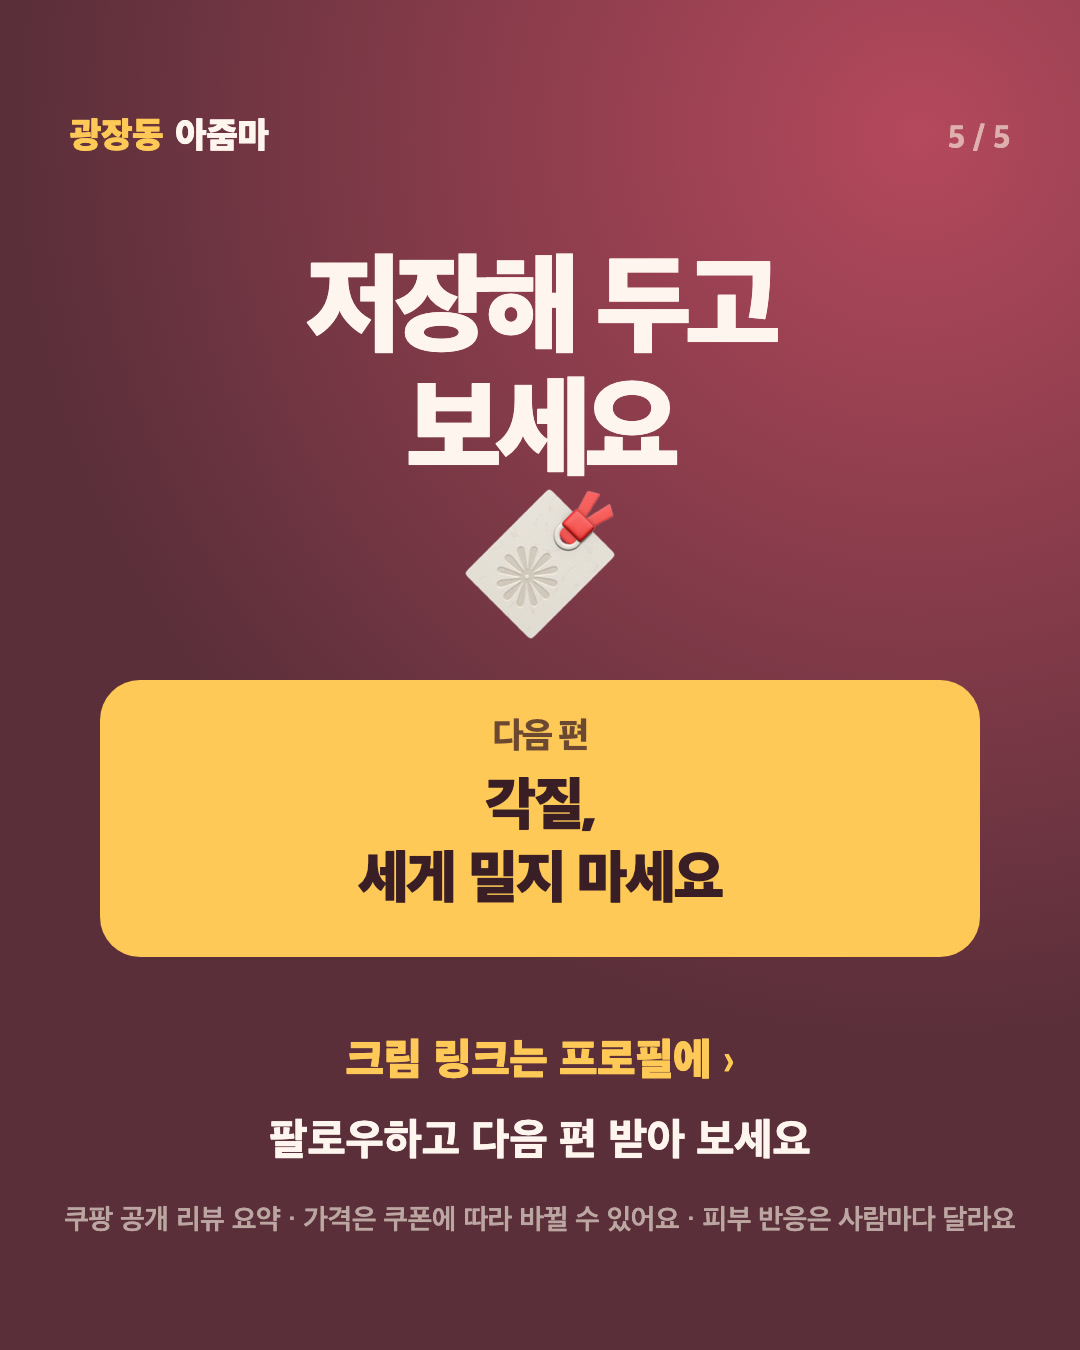 광장동 아줌마
5 / 5
저장해 두고
보세요
다음 편
각질,
세게 밀지 마세요
크림 링크는 프로필에 ›
팔로우하고 다음 편 받아 보세요
쿠팡 공개 리뷰 요약 · 가격은 쿠폰에 따라 바뀔 수 있어요 · 피부 반응은 사람마다 달라요